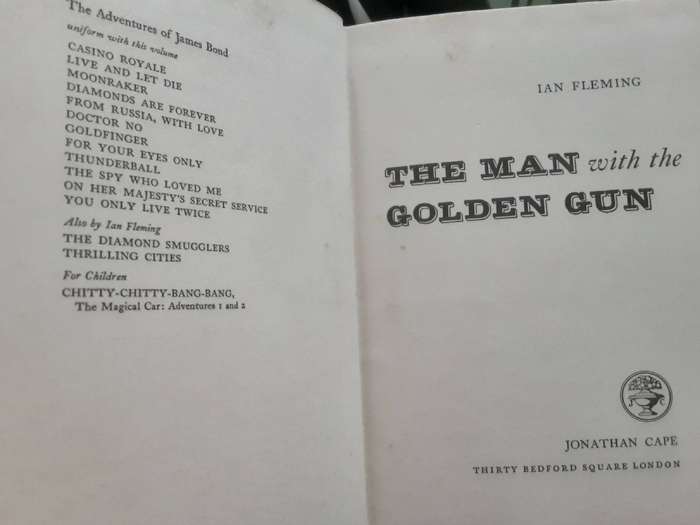 The Adventures of James Bond
uniform with this volume
CASINO ROYALE
LIVE AND LET DIE
MOONRAKER
DIAMONDS ARE FOREVER
FROM RUSSIA, WITH LOVE
DOCTOR NO
GOLDFINGER
FOR YOUR EYES ONLY
THUNDERBALL
THE SPY WHO LOVED ME
ON HER MAJESTY'S SECRET SERVICE
YOU ONLY LIVE TWICE
Also by Ian Fleming
THE DIAMOND SMUGGLERS
THRILLING CITIES
For Children
CHITTY-CHITTY-BANG-BANG,
The Magical Car: Adventures 1 and 2
IAN FLEMING
THE MAN with the
GOLDEN GUN
J C
JONATHAN CAPE
THIRTY BEDFORD SQUARE LONDON